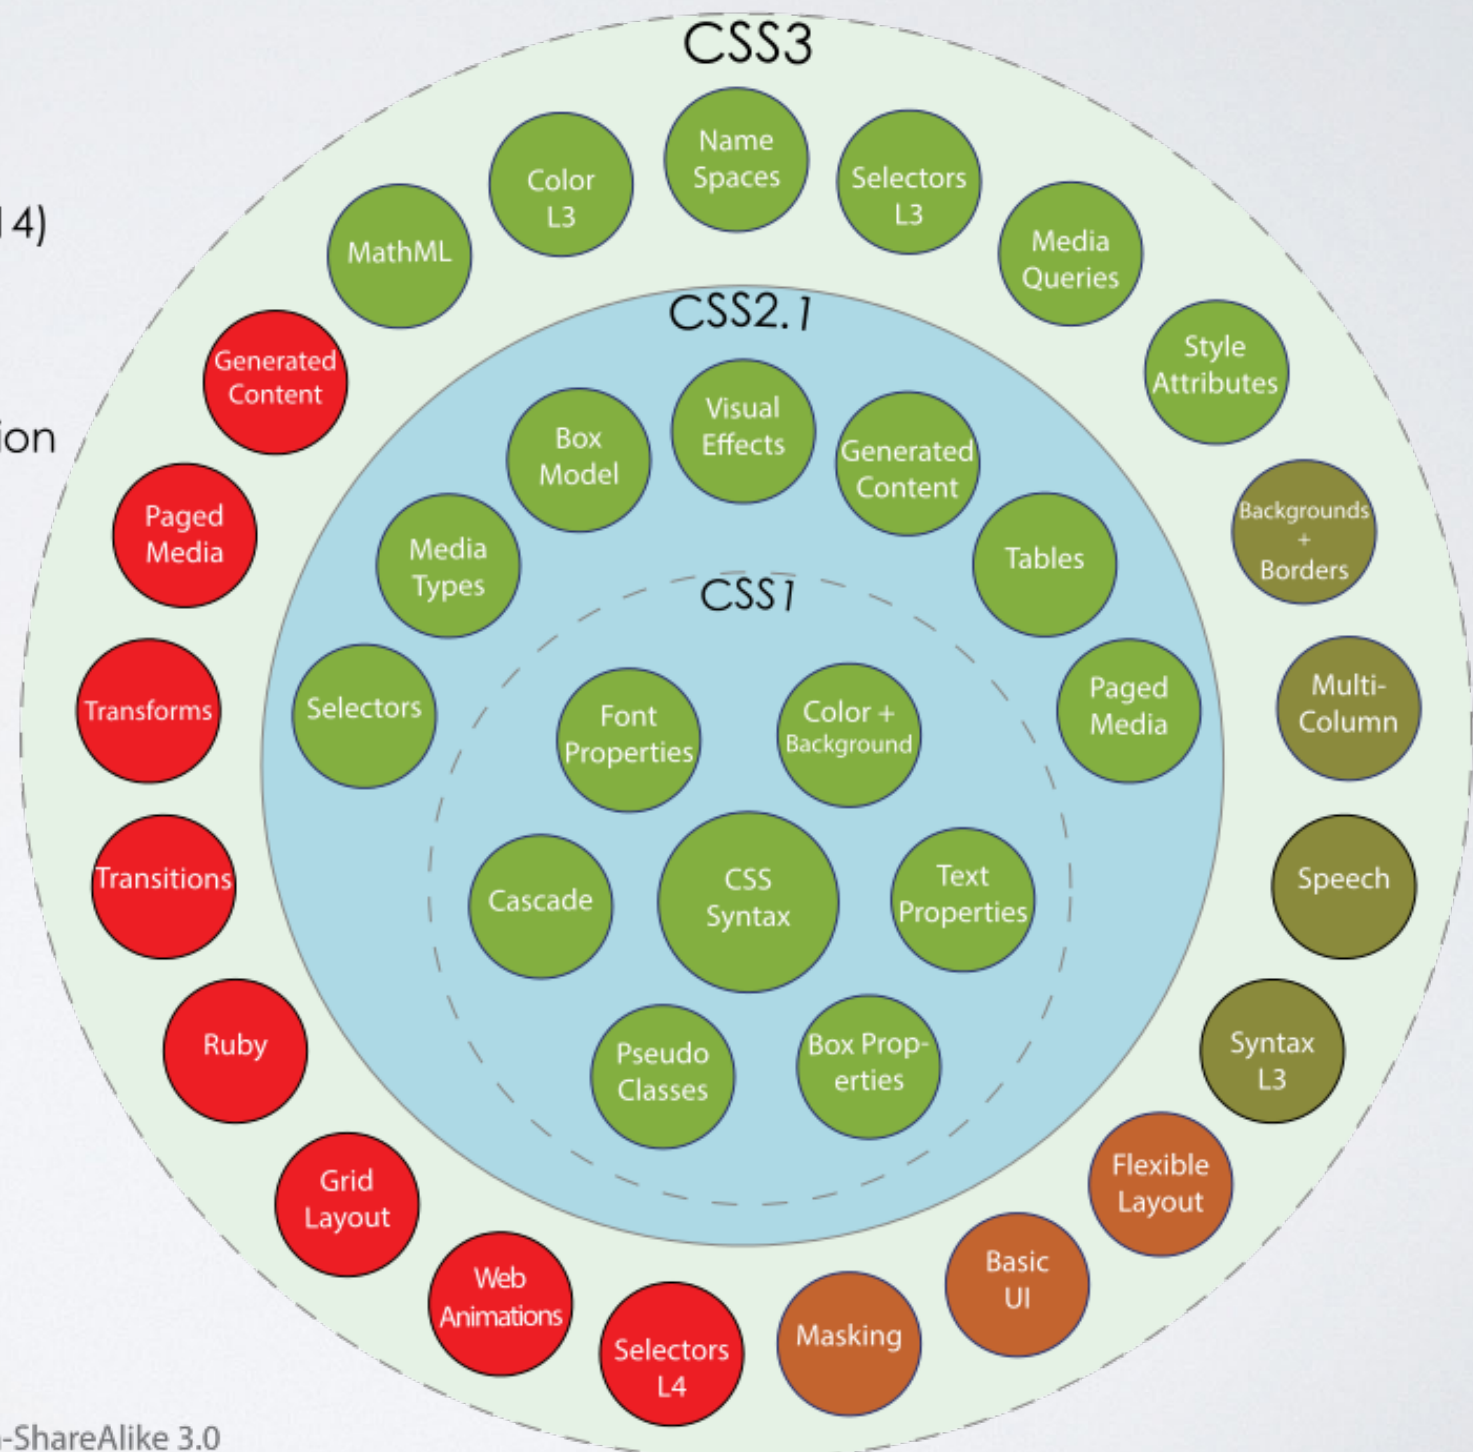 CSS3
Name
Spaces
Color
L3
Selectors
L3
MathML
Media
Queries
14)
Generated
Content
Style
Attributes
ion
Paged
Media
Backgrounds
+
Borders
Transforms
Multi-
Column
Transitions
Speech
Ruby
Syntax
L3
Grid
Layout
Flexible
Layout
Web
Animations
Basic
UI
Selectors
L4
Masking
CSS2.1
Visual
Effects
Box
Model
Generated
Content
Media
Types
Tables
Selectors
Paged
Media
CSS1
Font
Properties
Color +
Background
Cascade
CSS
Syntax
Text
Properties
Pseudo
Classes
Box Prop-
erties
-ShareAlike 3.0